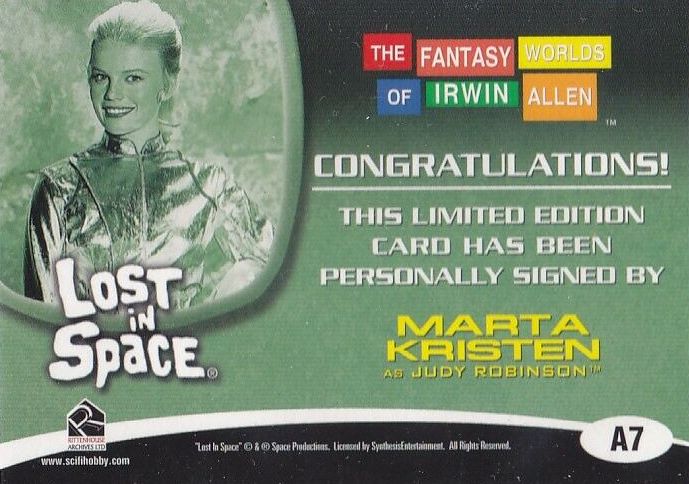 THE FANTASY WORLDS
OF IRWIN ALLEN
™
CONGRATULATIONS!
THIS LIMITED EDITION
CARD HAS BEEN
PERSONALLY SIGNED BY
MARTA
KRISTEN
AS JUDY ROBINSON™
LOST
IN
SPACE®
RITTENHOUSE
ARCHIVES LTD
www.scifihobby.com
"Lost In Space" © & ® Space Productions. Licensed by SynthesisEntertainment. All Rights Reserved.
A7